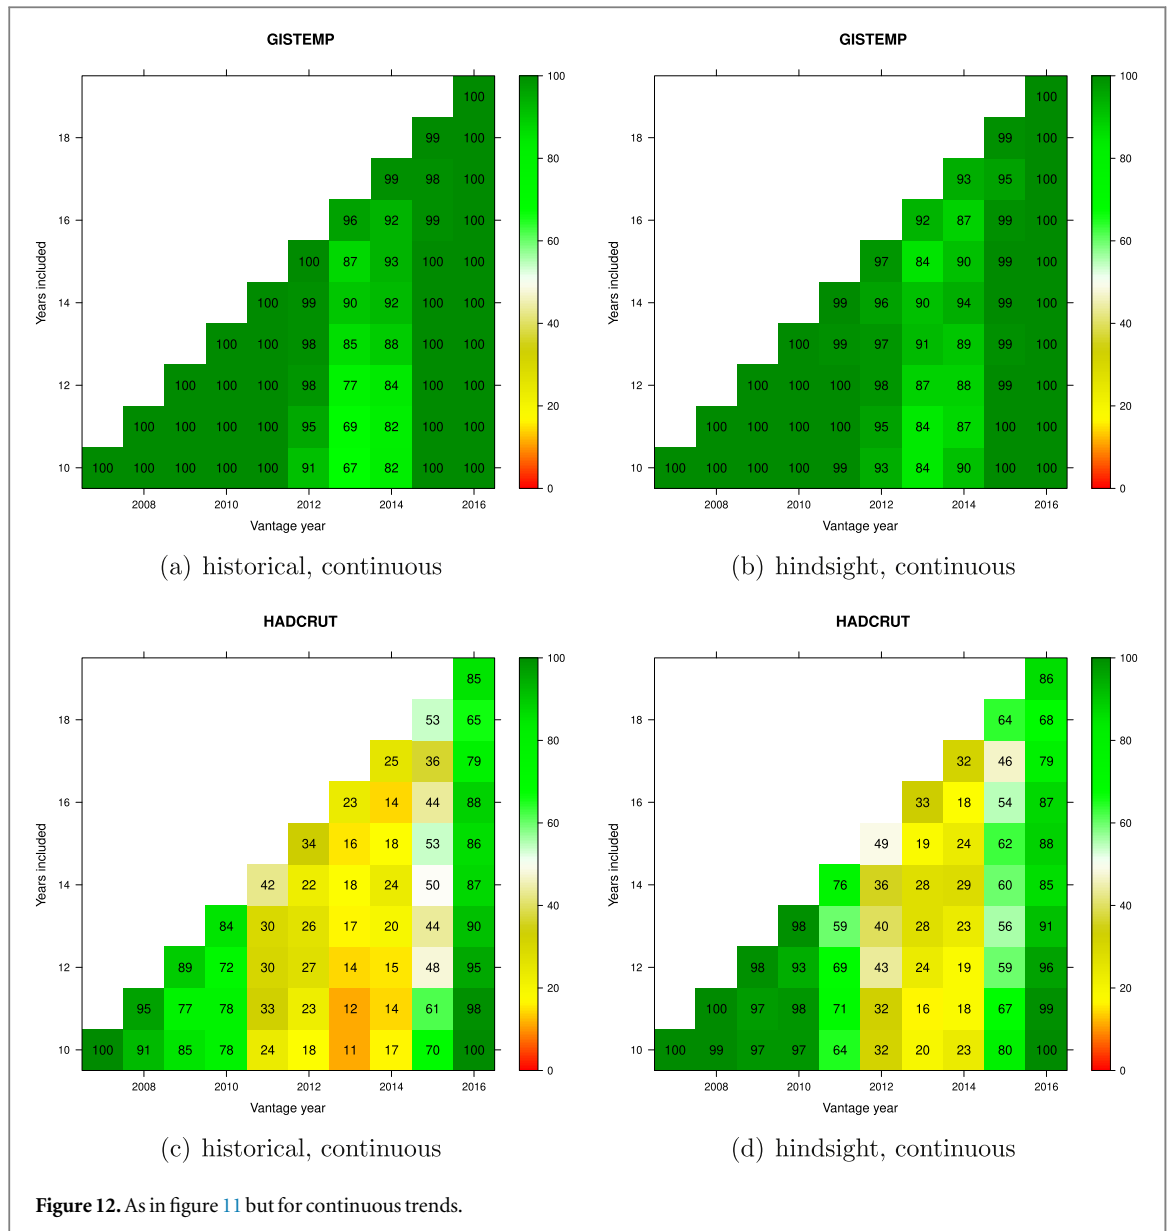 GISTEMP
100
99 100
99 98 100
96 92 99 100
100 87 93 100 100
100 99 90 92 100 100
100 100 98 85 88 100 100
100 100 100 98 77 84 100 100
100 100 100 100 95 69 82 100 100
100 100 100 100 100 91 67 82 100 100
18
16
14
12
10
Years included
2008 2010 2012 2014 2016
Vantage year
100
80
60
40
20
0
(a) historical, continuous
GISTEMP
100
99 100
93 95 100
92 87 99 100
97 84 90 99 100
99 96 90 94 99 100
100 99 97 91 89 99 100
100 100 100 98 87 88 99 100
100 100 100 100 95 84 87 100 100
100 100 100 100 99 93 84 90 100 100
18
16
14
12
10
Years included
2008 2010 2012 2014 2016
Vantage year
100
80
60
40
20
0
(b) hindsight, continuous
HADCRUT
85
53 65
25 36 79
23 14 44 88
34 16 18 53 86
42 22 18 24 50 87
84 30 26 17 20 44 90
89 72 30 27 14 15 48 95
95 77 78 33 23 12 14 61 98
100 91 85 78 24 18 11 17 70 100
18
16
14
12
10
Years included
2008 2010 2012 2014 2016
Vantage year
100
80
60
40
20
0
(c) historical, continuous
HADCRUT
86
64 68
32 46 79
33 18 54 87
49 19 24 62 88
76 36 28 29 60 85
98 59 40 28 23 56 91
98 93 69 43 24 19 59 96
100 97 98 71 32 16 18 67 99
100 99 97 97 64 32 20 23 80 100
18
16
14
12
10
Years included
2008 2010 2012 2014 2016
Vantage year
100
80
60
40
20
0
(d) hindsight, continuous
Figure 12. As in figure 11 but for continuous trends.